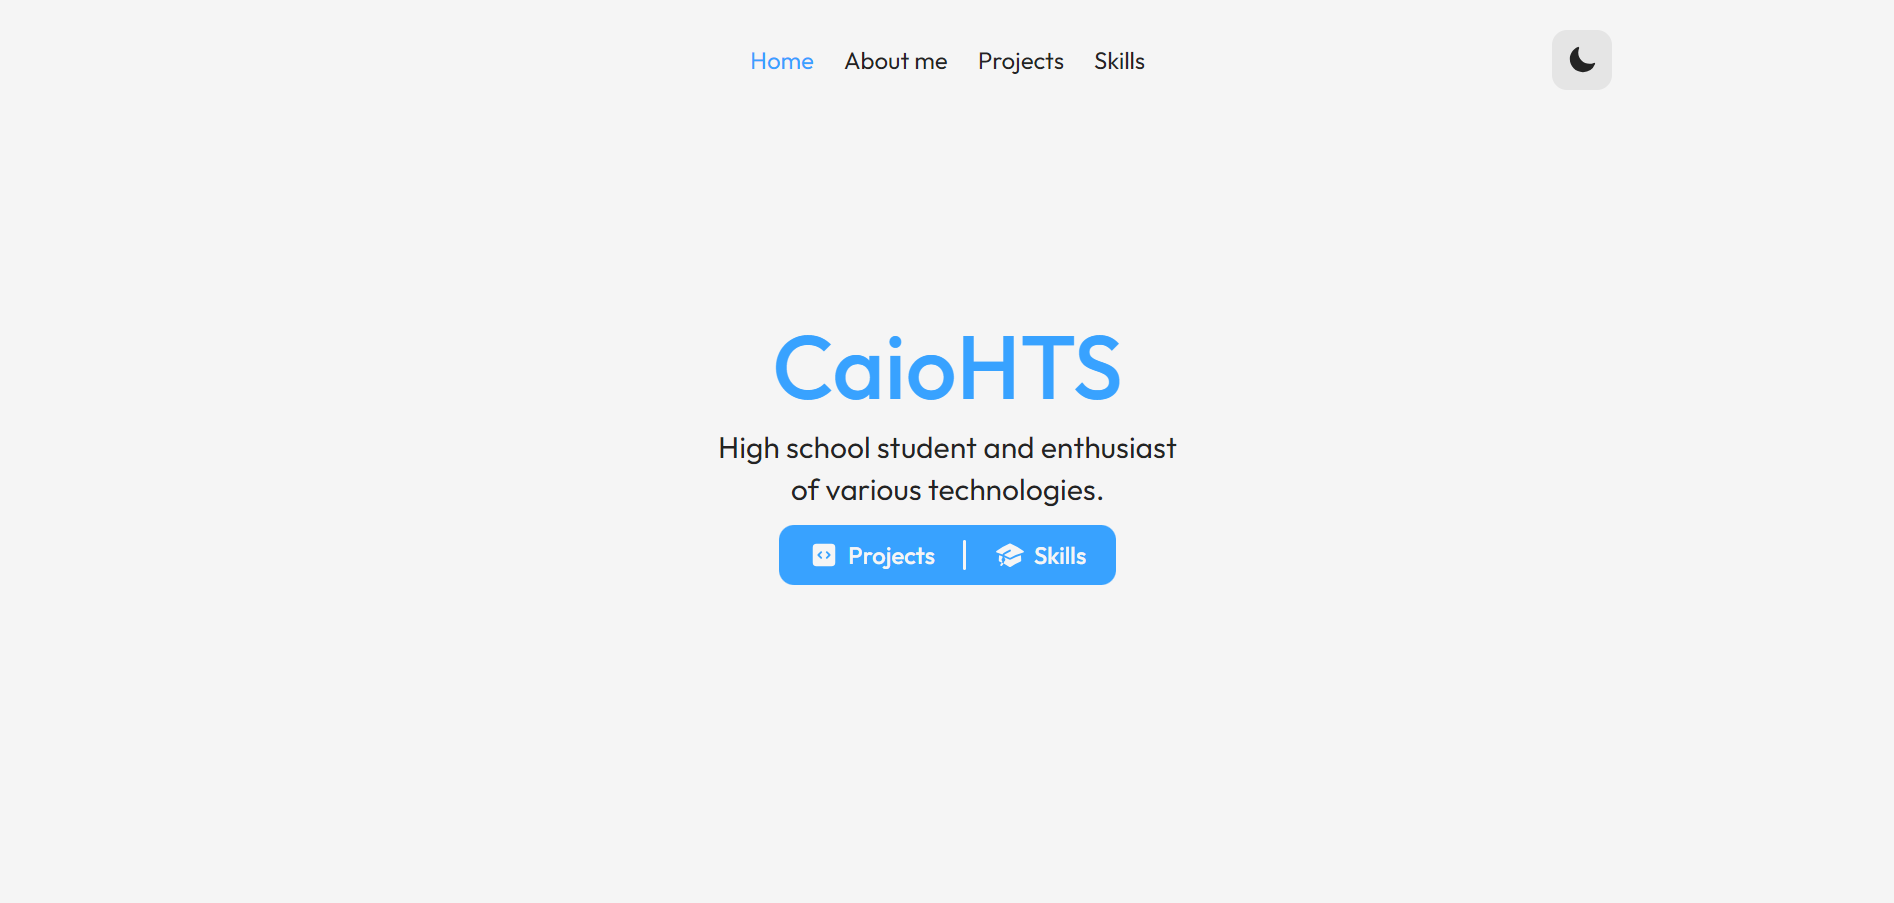 Home About me Projects Skills
CaioHTS
High school student and enthusiast
of various technologies.
Projects Skills